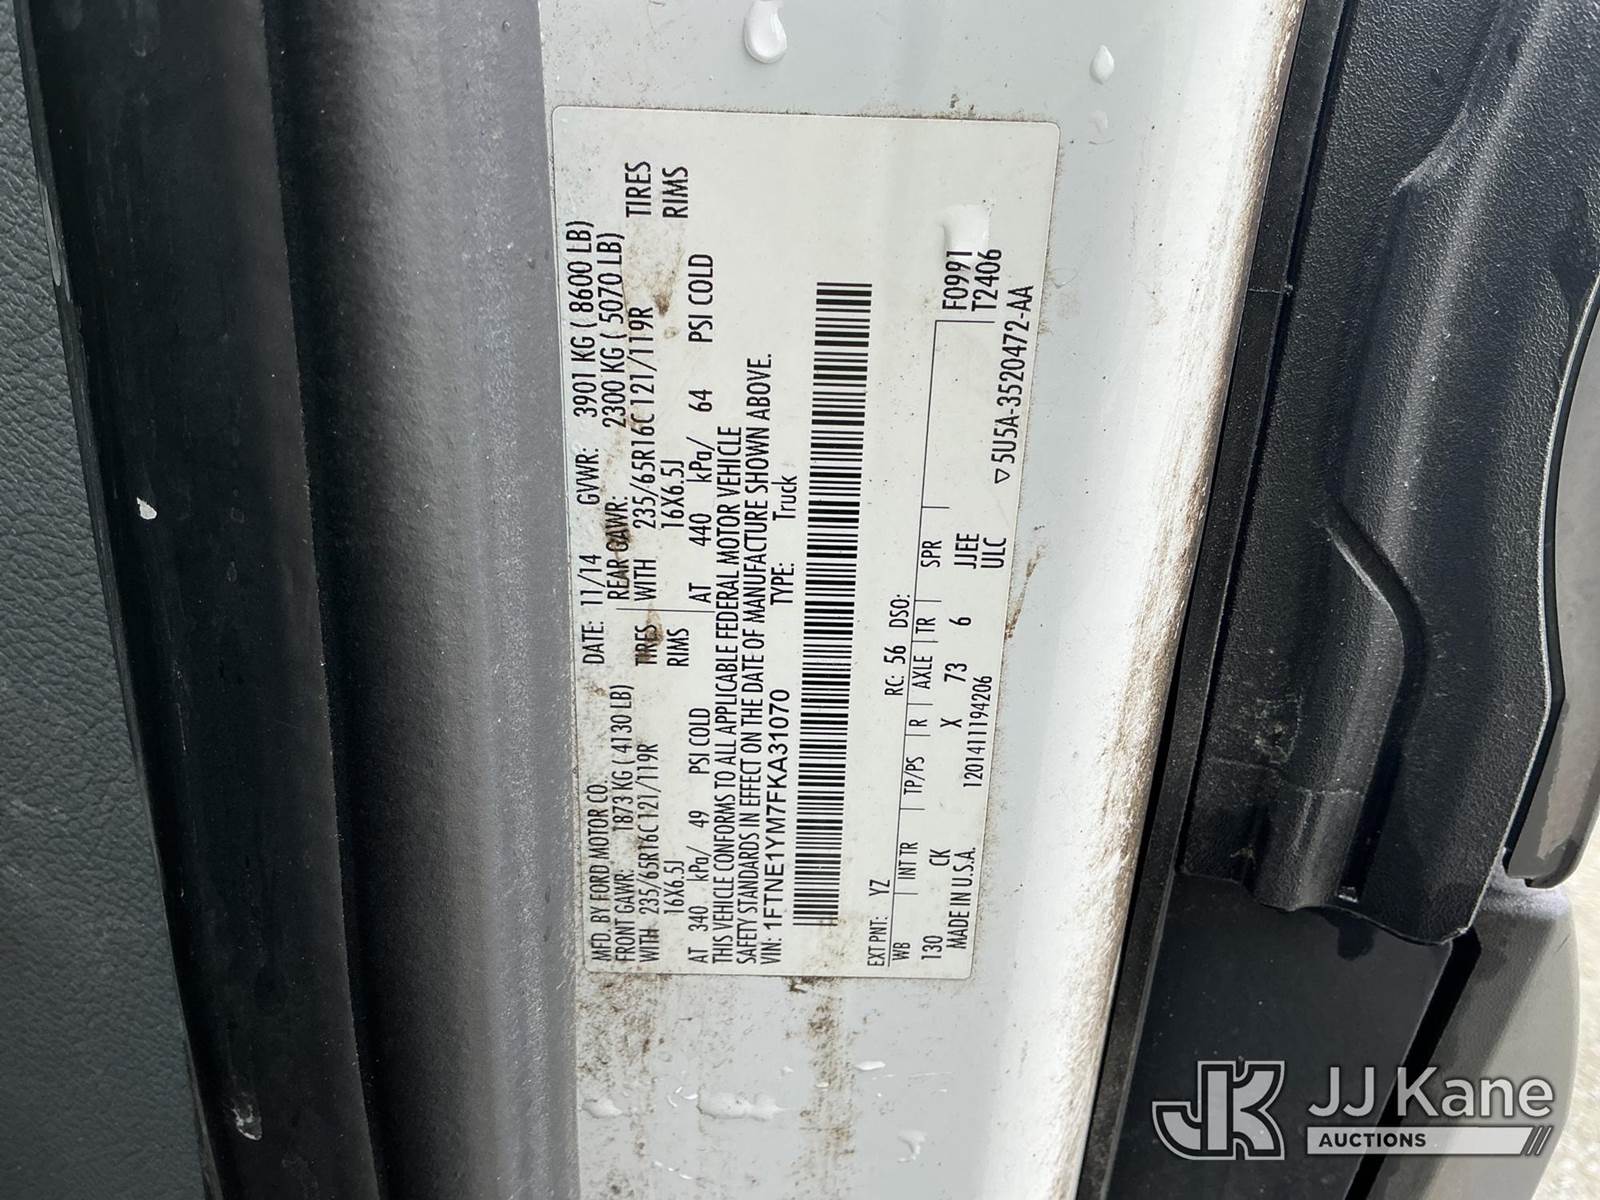 MFD. BY FORD MOTOR CO. DATE: 11/14 GVWR: 3901 KG ( 8600 LB)
FRONT GAWR: 1873 KG ( 4130 LB) REAR GAWR: 2300 KG ( 5070 LB)
WITH 235/65R16C 121/119R TIRES WITH 235/65R16C 121/119R TIRES
16X6.5J RIMS 16X6.5J RIMS
AT 340 kPa/ 49 PSI COLD AT 440 kPa/ 64 PSI COLD
THIS VEHICLE CONFORMS TO ALL APPLICABLE FEDERAL MOTOR VEHICLE
SAFETY STANDARDS IN EFFECT ON THE DATE OF MANUFACTURE SHOWN ABOVE.
VIN: 1FTNE1YM7FKA31070 TYPE: Truck
EXT PNT: YZ RC: 56 DSO:
WB INT TR TP/PS R AXLE TR SPR F0991
130 CK X 73 6 JJEE T2406
MADE IN U.S.A. 1201411194206 ULC
▽5U5A-3520472-AA
JK JJ Kane
AUCTIONS